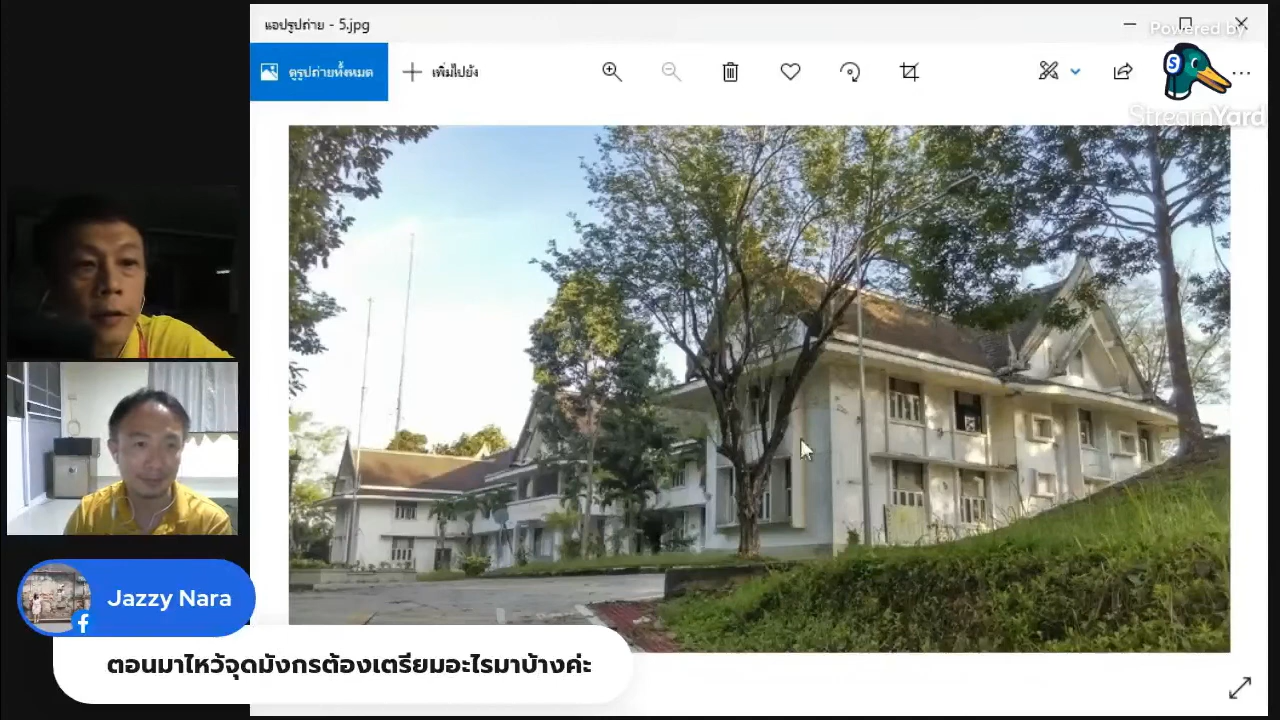 แอปรูปถ่าย - 5.jpg
Powered by
ดูรูปถ่ายทั้งหมด
เพิ่มไปยัง
StreamYard
Jazzy Nara
ตอนมาไหว้จุดมังกรต้องเตรียมอะไรมาบ้างค่ะ